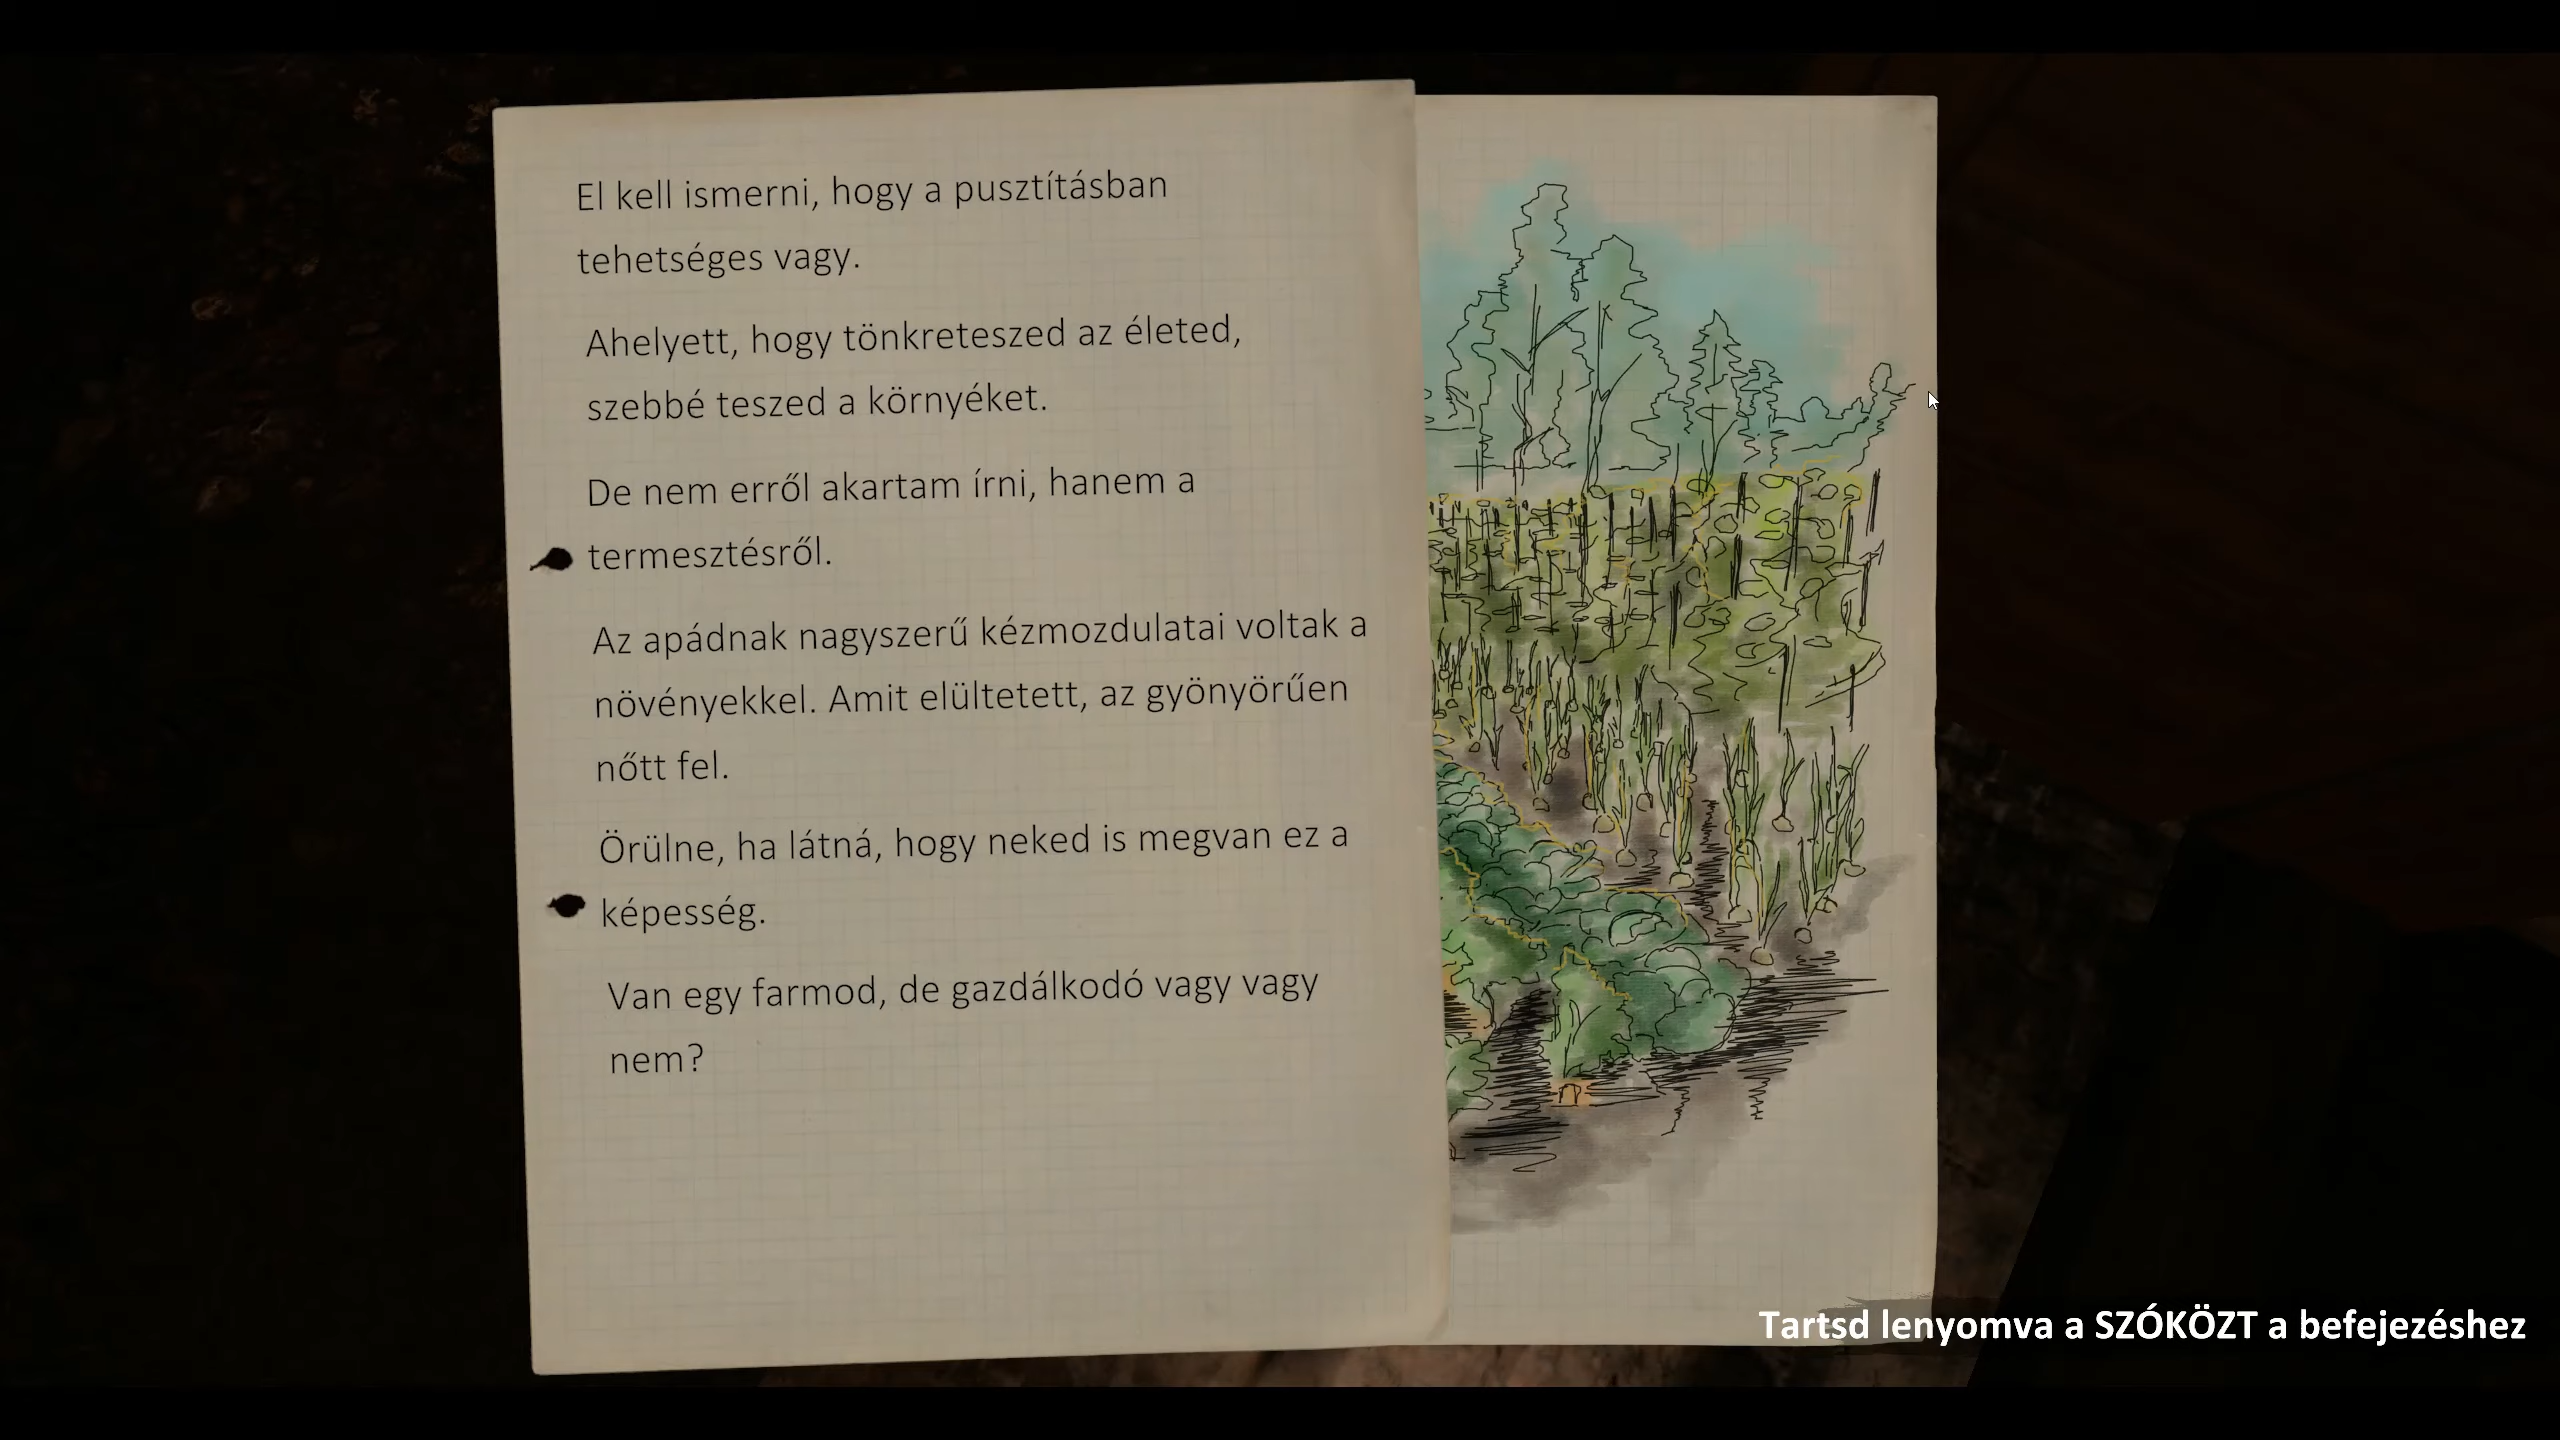 El kell ismerni, hogy a pusztításban
tehetséges vagy.
Ahelyett, hogy tönkreteszed az életed,
szebbé teszed a környéket.
De nem erről akartam írni, hanem a
termesztésről.
Az apádnak nagyszerű kézmozdulatai voltak a
növényekkel. Amit elültetett, az gyönyörűen
nőtt fel.
Örülne, ha látná, hogy neked is megvan ez a
képesség.
Van egy farmod, de gazdálkodó vagy vagy
nem?
Tartsd lenyomva a SZÓKÖZT a befejezéshez